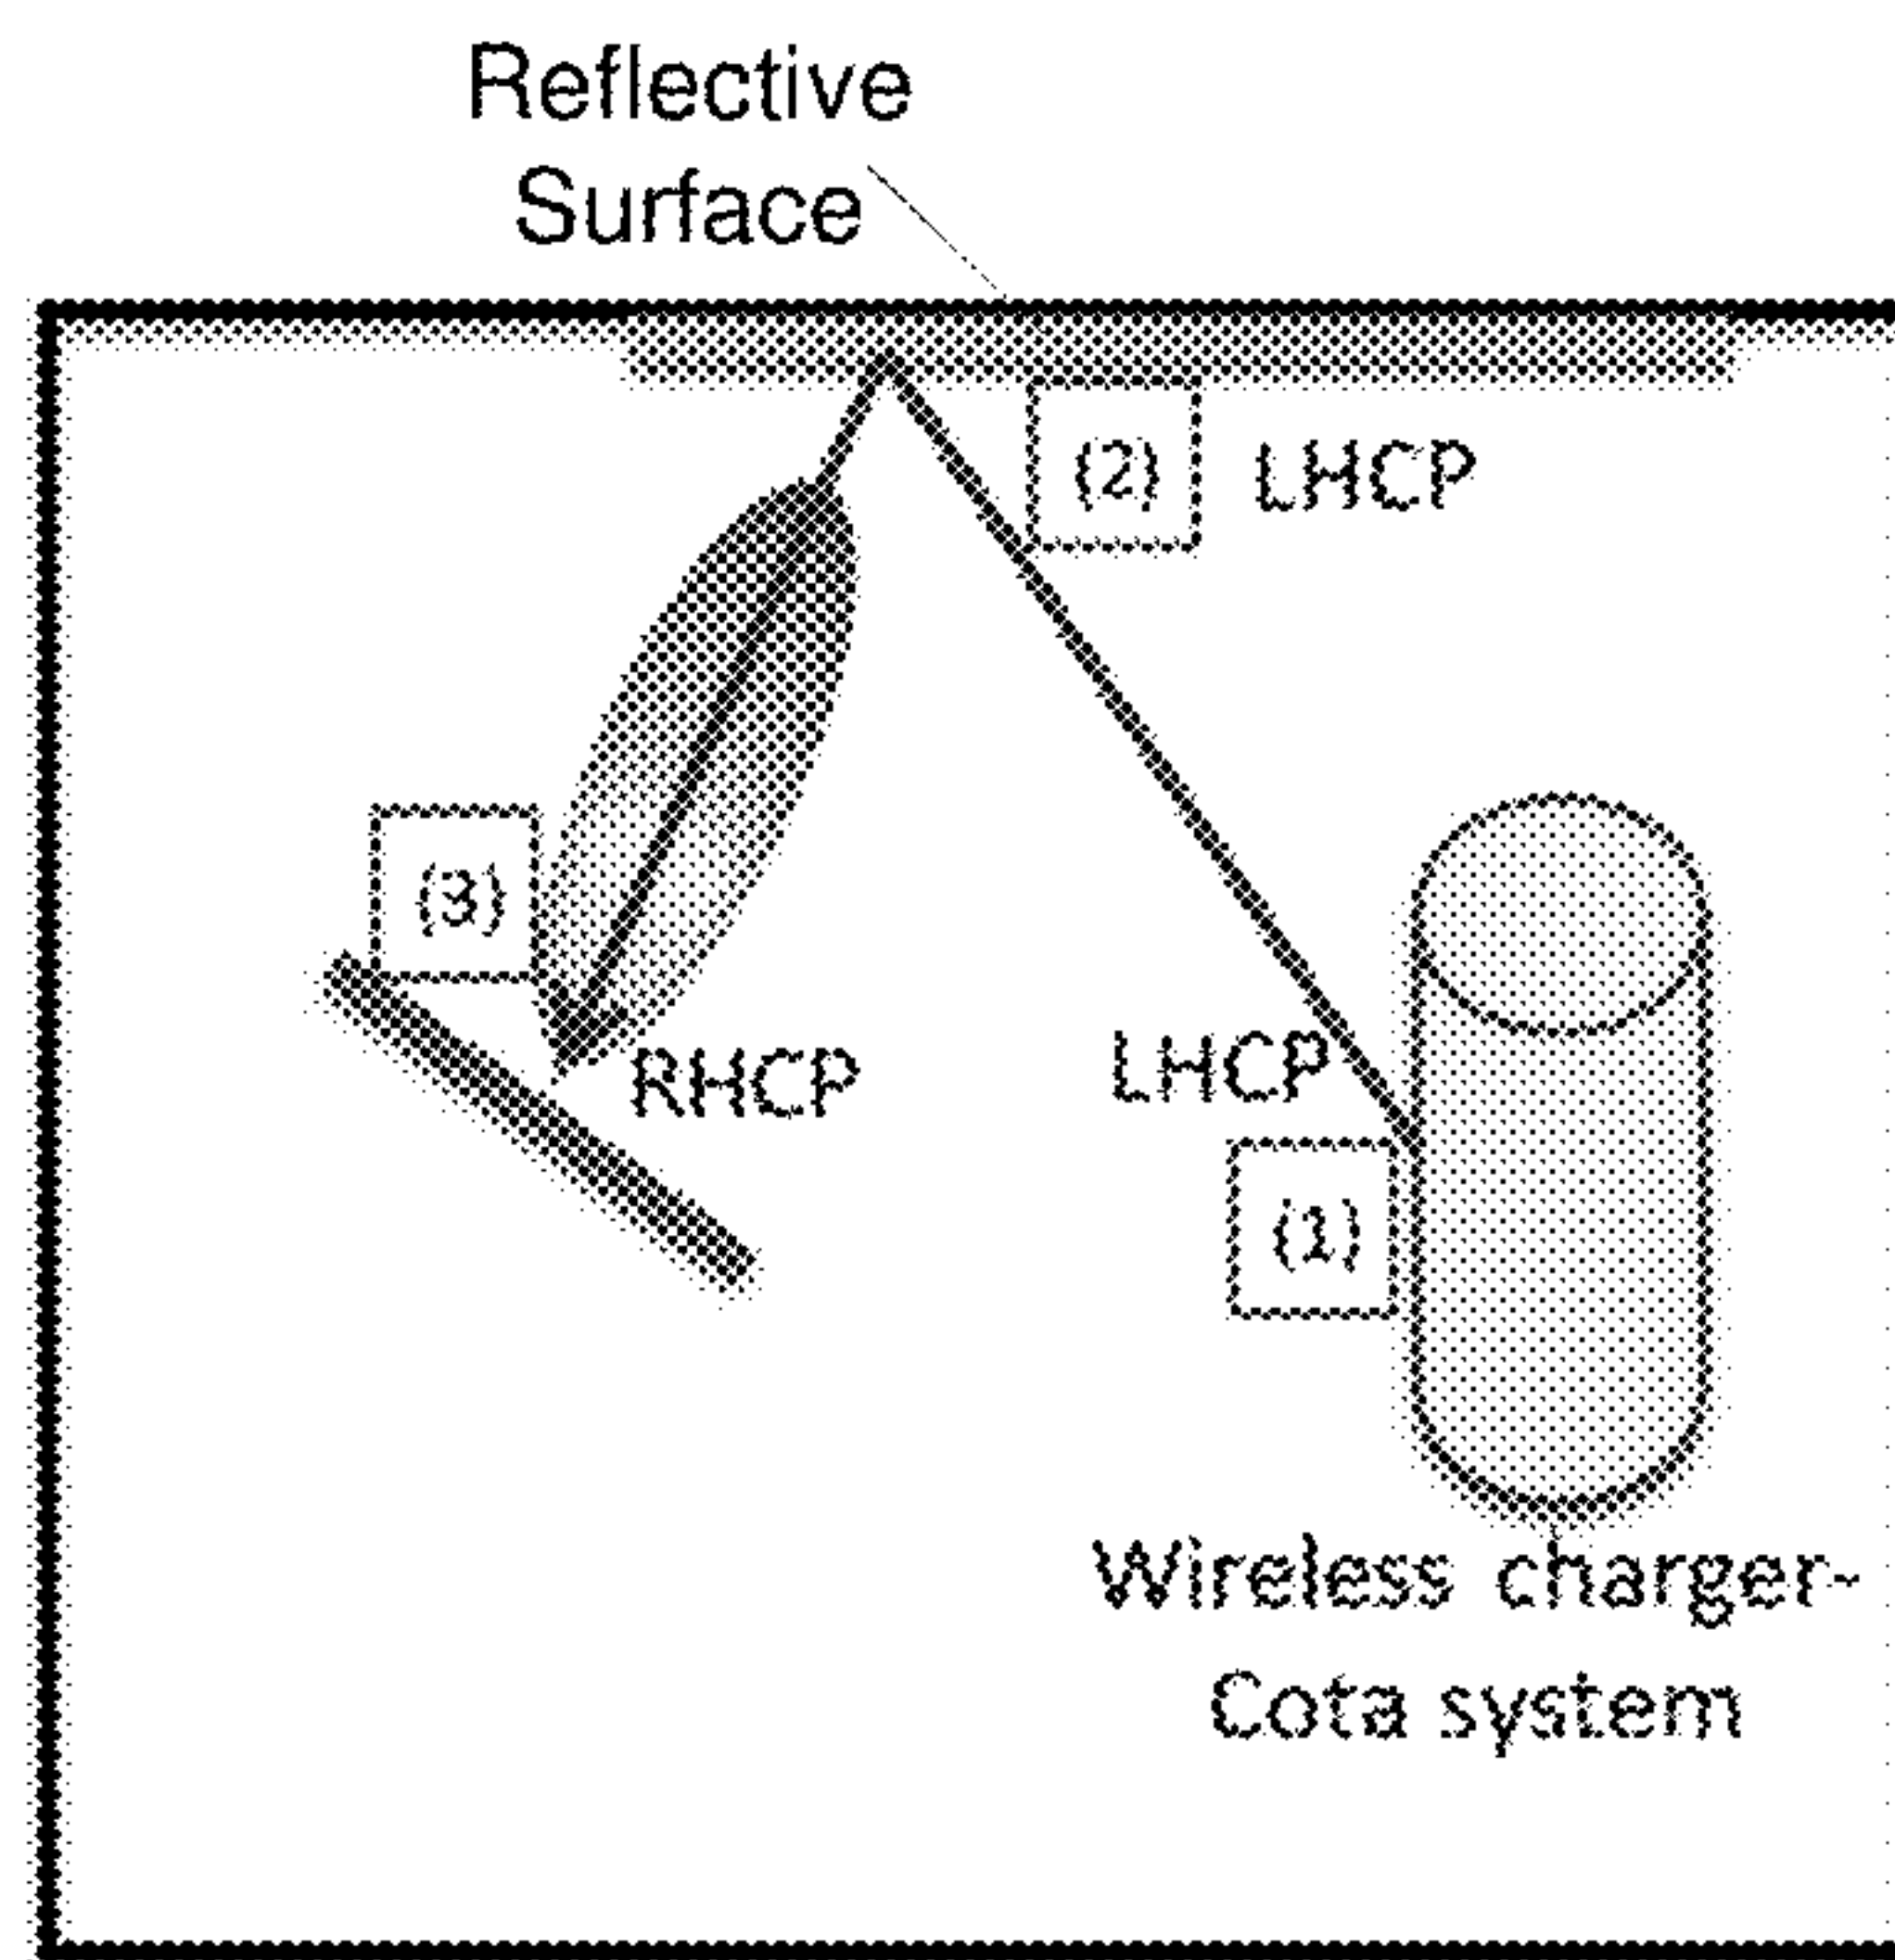 Reflective
Surface
(2) LHCP
(3)
RHCP
LHCP
(1)
Wireless charger-
Cota system